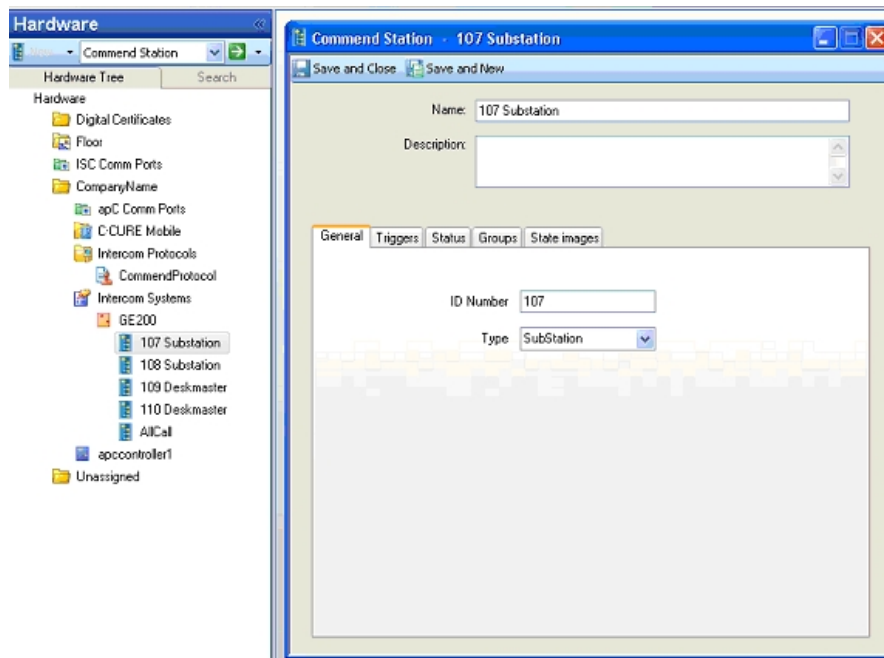 Hardware
Commend Station
Hardware Tree
Search
Hardware
Digital Certificates
Floor
ISC Comm Ports
CompanyName
apC Comm Ports
C•CURE Mobile
Intercom Protocols
CommendProtocol
Intercom Systems
GE200
107 Substation
108 Substation
109 Deskmaster
110 Deskmaster
AllCall
apccontroller1
Unassigned
Commend Station - 107 Substation
Save and Close Save and New
Name: 107 Substation
Description:
General Triggers Status Groups State images
ID Number 107
Type SubStation